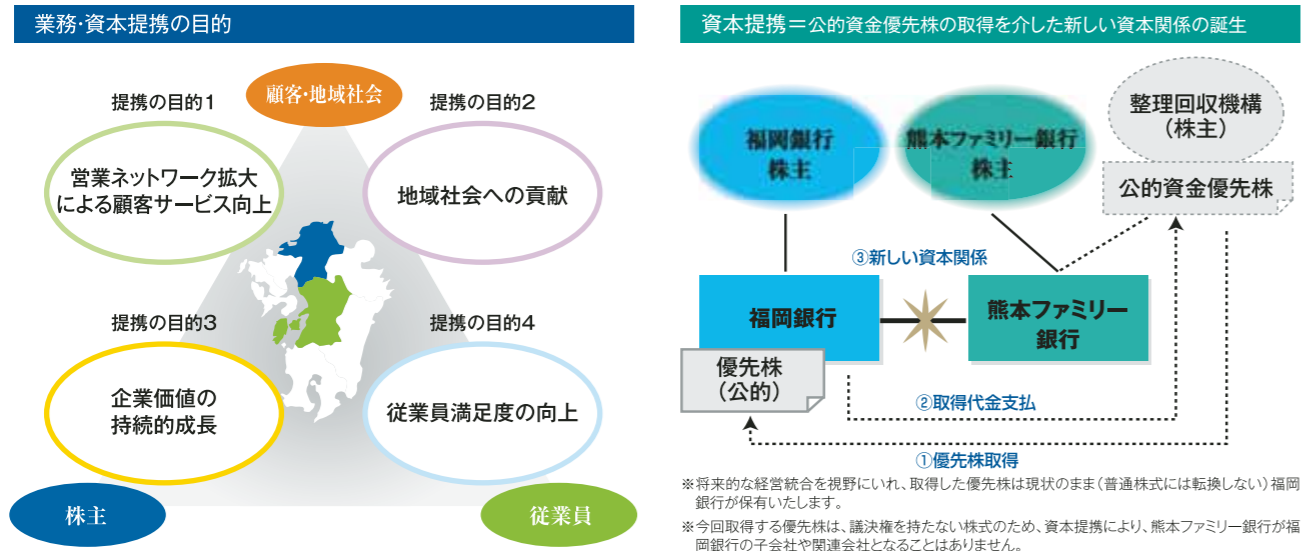 業務・資本提携の目的
顧客・地域社会
提携の目的1
営業ネットワーク拡大
による顧客サービス向上
提携の目的2
地域社会への貢献
提携の目的3
企業価値の
持続的成長
提携の目的4
従業員満足度の向上
株主
従業員
資本提携＝公的資金優先株の取得を介した新しい資本関係の誕生
福岡銀行
株主
熊本ファミリー銀行
株主
整理回収機構
（株主）
公的資金優先株
③新しい資本関係
福岡銀行
熊本ファミリー
銀行
優先株
（公的）
②取得代金支払
①優先株取得
※将来的な経営統合を視野にいれ、取得した優先株は現状のまま（普通株式には転換しない）福岡
銀行が保有いたします。
※今回取得する優先株は、議決権を持たない株式のため、資本提携により、熊本ファミリー銀行が福
岡銀行の子会社や関連会社となることはありません。